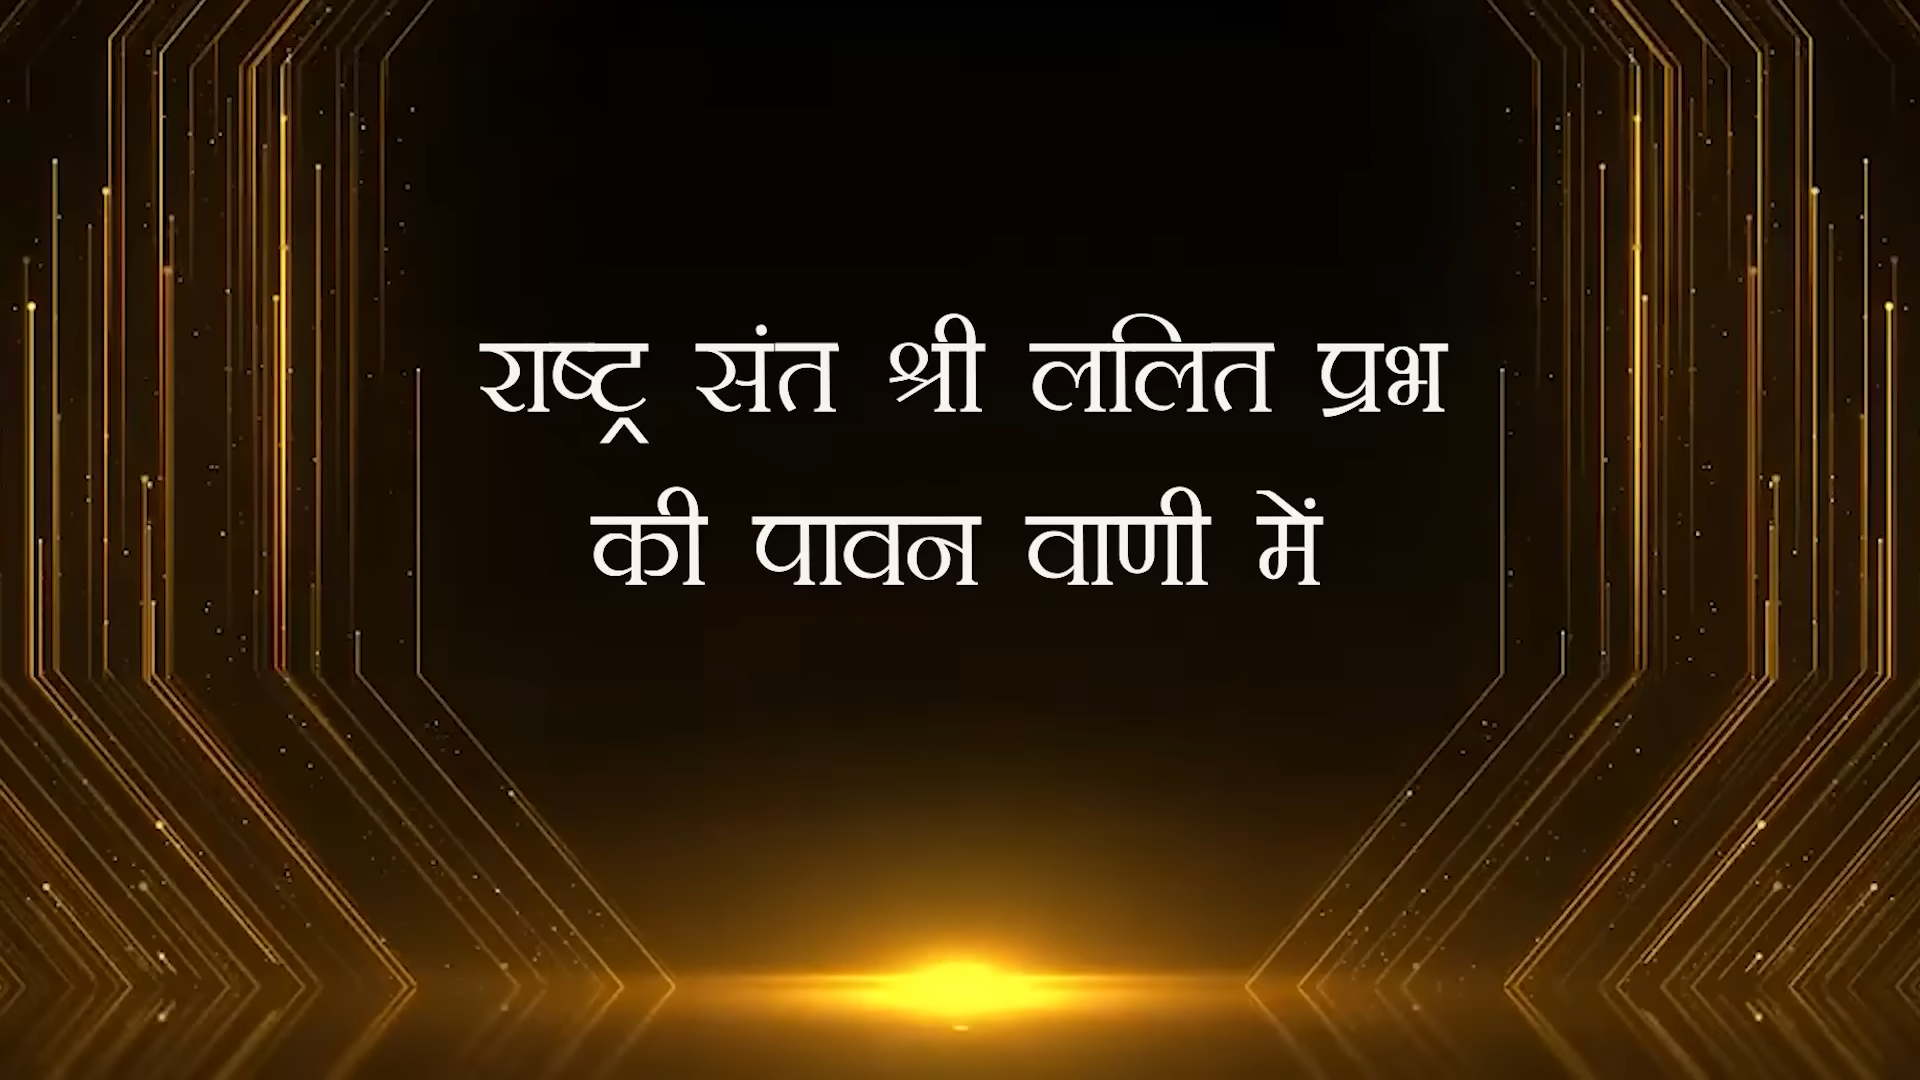 राष्ट्र संत श्री ललित प्रभ
की पावन वाणी में